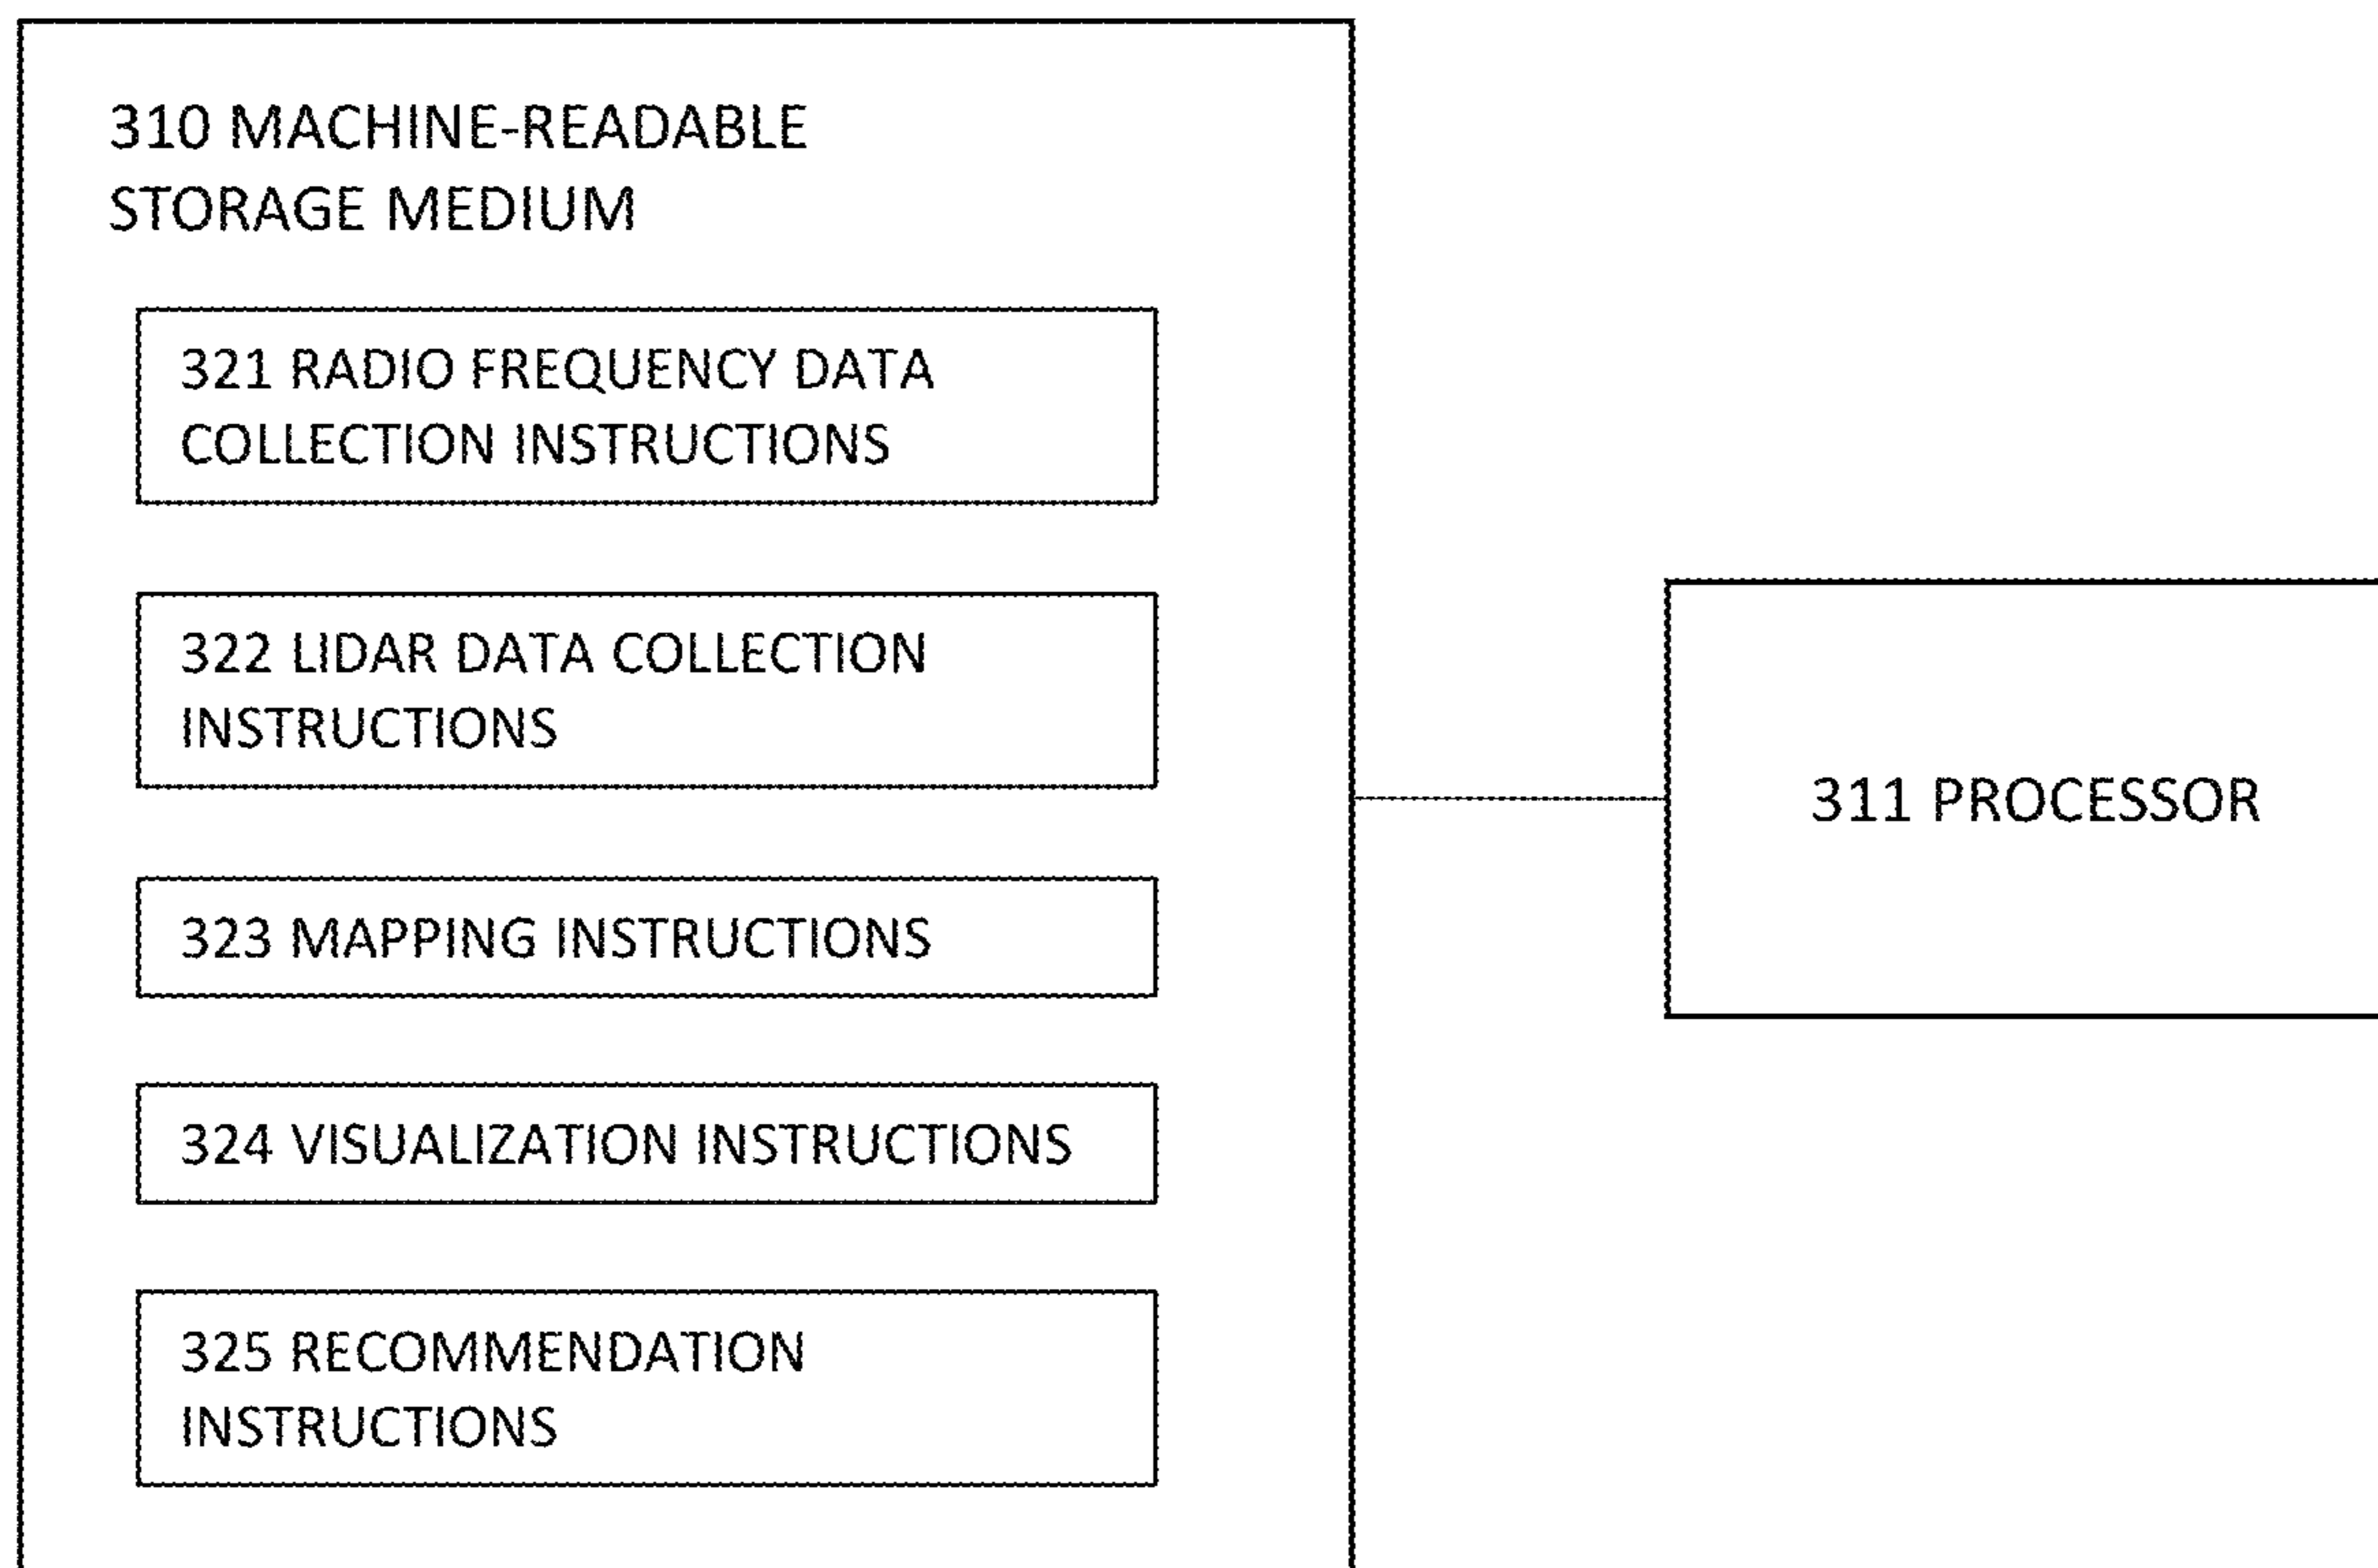 310 MACHINE-READABLE
STORAGE MEDIUM
321 RADIO FREQUENCY DATA
COLLECTION INSTRUCTIONS
322 LIDAR DATA COLLECTION
INSTRUCTIONS
323 MAPPING INSTRUCTIONS
324 VISUALIZATION INSTRUCTIONS
325 RECOMMENDATION
INSTRUCTIONS
311 PROCESSOR